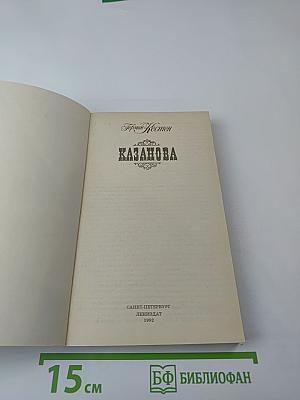 Герман Кестен
КАЗАНОВА
САНКТ-ПЕТЕРБУРГ
ЛЕНИЗДАТ
1992
15 см
БФ БИБЛИОФАН